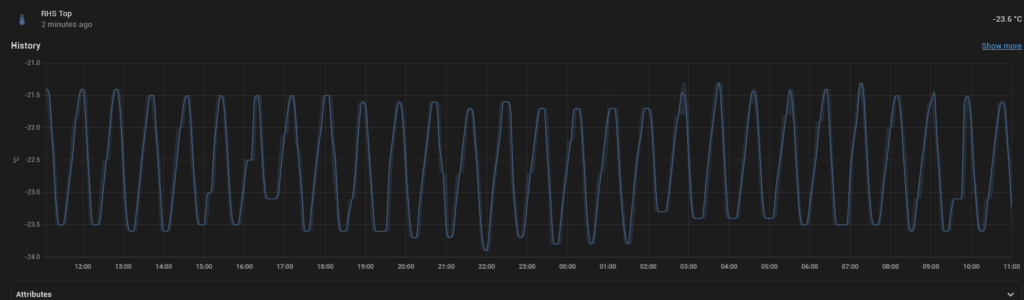 RHS Top
2 minutes ago
-23.6 °C
History
Show more
-21.0
-21.5
-22.0
-22.5
°C
-23.0
-23.5
-24.0
12:00 13:00 14:00 15:00 16:00 17:00 18:00 19:00 20:00 21:00 22:00 23:00 00:00 01:00 02:00 03:00 04:00 05:00 06:00 07:00 08:00 09:00 10:00 11:00
Attributes